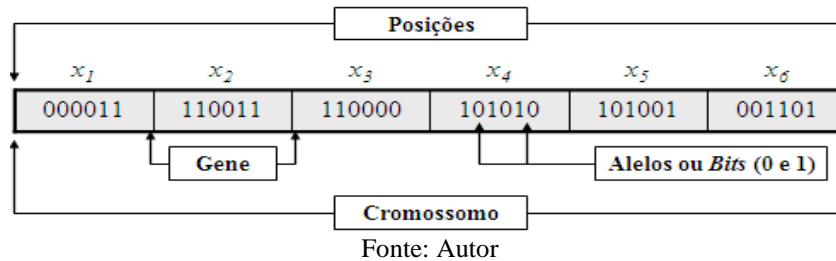 Posições
x1 x2 x3 x4 x5 x6
000011 110011 110000 101010 101001 001101
Gene Alelos ou Bits (0 e 1)
Cromossomo
Fonte: Autor